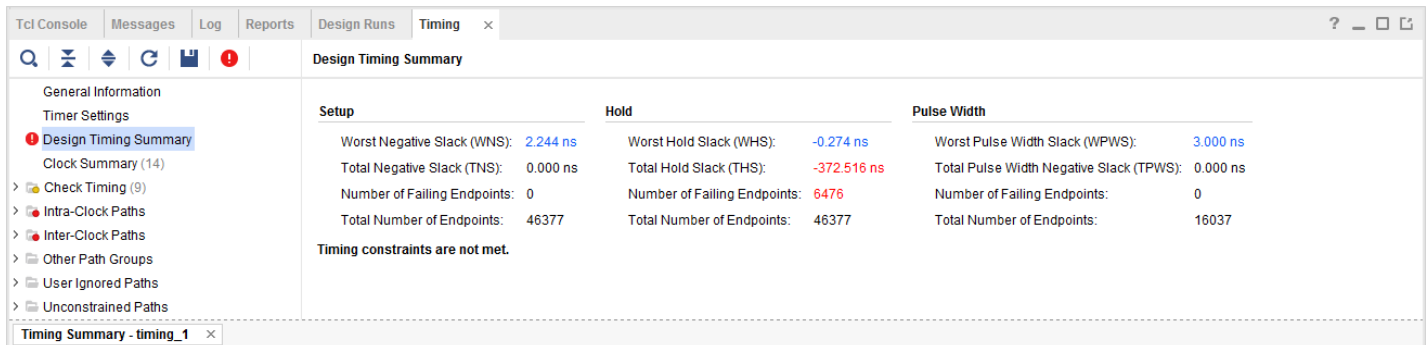 Tcl Console Messages Log Reports Design Runs Timing ×
?
Design Timing Summary
General Information
Timer Settings
Design Timing Summary
Clock Summary (14)
> Check Timing (9)
> Intra-Clock Paths
> Inter-Clock Paths
> Other Path Groups
> User Ignored Paths
> Unconstrained Paths
Setup Hold Pulse Width
Worst Negative Slack (WNS): 2.244 ns Worst Hold Slack (WHS): -0.274 ns Worst Pulse Width Slack (WPWS): 3.000 ns
Total Negative Slack (TNS): 0.000 ns Total Hold Slack (THS): -372.516 ns Total Pulse Width Negative Slack (TPWS): 0.000 ns
Number of Failing Endpoints: 0 Number of Failing Endpoints: 6476 Number of Failing Endpoints: 0
Total Number of Endpoints: 46377 Total Number of Endpoints: 46377 Total Number of Endpoints: 16037
Timing constraints are not met.
Timing Summary - timing_1 ×